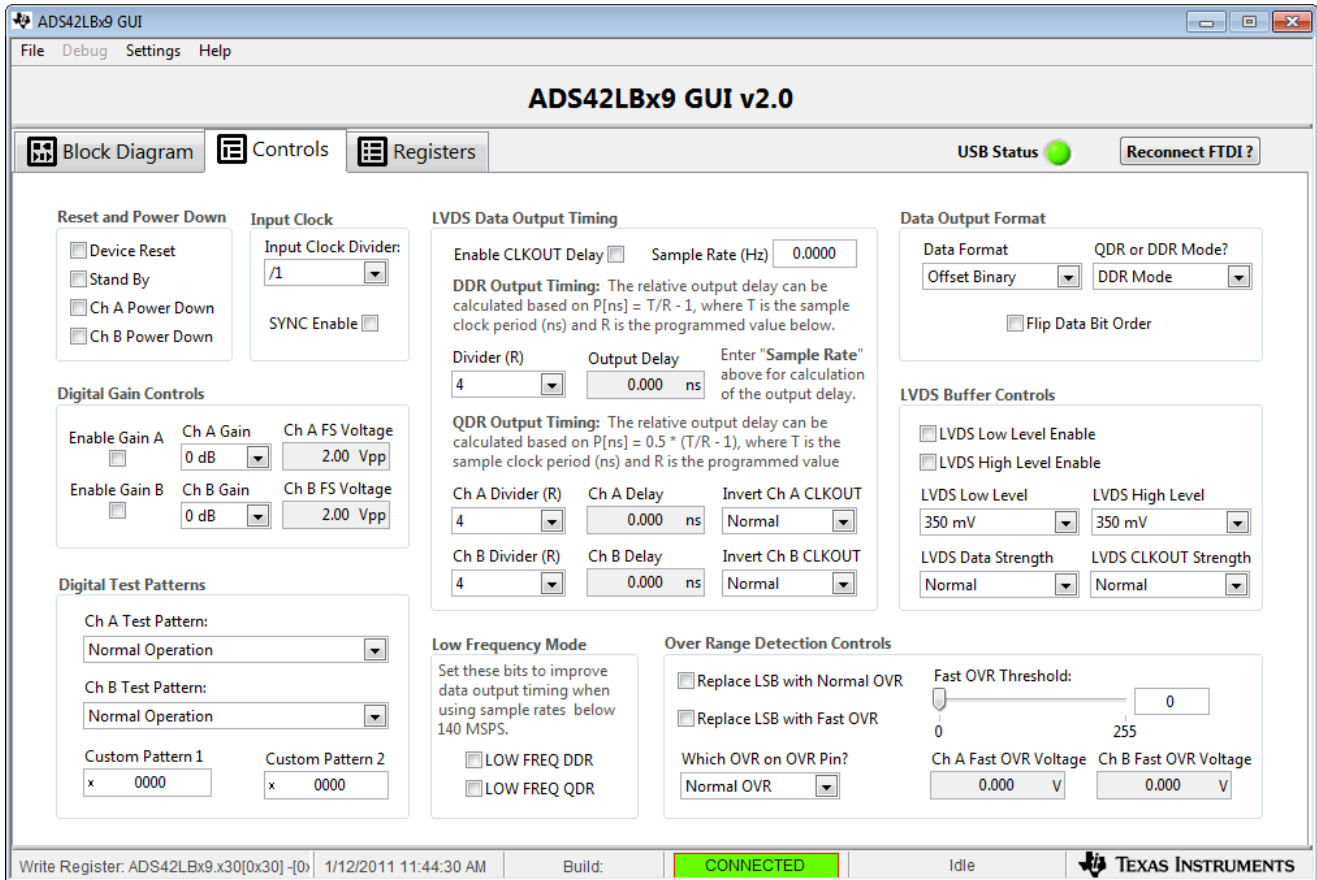 ADS42LBx9 GUI
File Debug Settings Help
ADS42LBx9 GUI v2.0
Block Diagram
Controls
Registers
USB Status
Reconnect FTDI ?
Reset and Power Down
Device Reset
Stand By
Ch A Power Down
Ch B Power Down
Input Clock
Input Clock Divider:
/1
SYNC Enable
Digital Gain Controls
Enable Gain A
Ch A Gain
0 dB
Ch A FS Voltage
2.00 Vpp
Enable Gain B
Ch B Gain
0 dB
Ch B FS Voltage
2.00 Vpp
Digital Test Patterns
Ch A Test Pattern:
Normal Operation
Ch B Test Pattern:
Normal Operation
Custom Pattern 1
x 0000
Custom Pattern 2
x 0000
LVDS Data Output Timing
Enable CLKOUT Delay
Sample Rate (Hz)
0.0000
DDR Output Timing: The relative output delay can be
calculated based on P[ns] = T/R - 1, where T is the sample
clock period (ns) and R is the programmed value below.
Divider (R)
4
Output Delay
0.000 ns
Enter "Sample Rate"
above for calculation
of the output delay.
QDR Output Timing: The relative output delay can be
calculated based on P[ns] = 0.5 * (T/R - 1), where T is the
sample clock period (ns) and R is the programmed value
Ch A Divider (R)
4
Ch A Delay
0.000 ns
Invert Ch A CLKOUT
Normal
Ch B Divider (R)
4
Ch B Delay
0.000 ns
Invert Ch B CLKOUT
Normal
Data Output Format
Data Format
Offset Binary
QDR or DDR Mode?
DDR Mode
Flip Data Bit Order
LVDS Buffer Controls
LVDS Low Level Enable
LVDS High Level Enable
LVDS Low Level
350 mV
LVDS High Level
350 mV
LVDS Data Strength
Normal
LVDS CLKOUT Strength
Normal
Low Frequency Mode
Set these bits to improve
data output timing when
using sample rates below
140 MSPS.
LOW FREQ DDR
LOW FREQ QDR
Over Range Detection Controls
Replace LSB with Normal OVR
Replace LSB with Fast OVR
Which OVR on OVR Pin?
Normal OVR
Fast OVR Threshold:
0
0 255
Ch A Fast OVR Voltage
0.000 V
Ch B Fast OVR Voltage
0.000 V
Write Register: ADS42LBx9.x30[0x30] -[0x
1/12/2011 11:44:30 AM
Build:
CONNECTED
Idle
TEXAS INSTRUMENTS